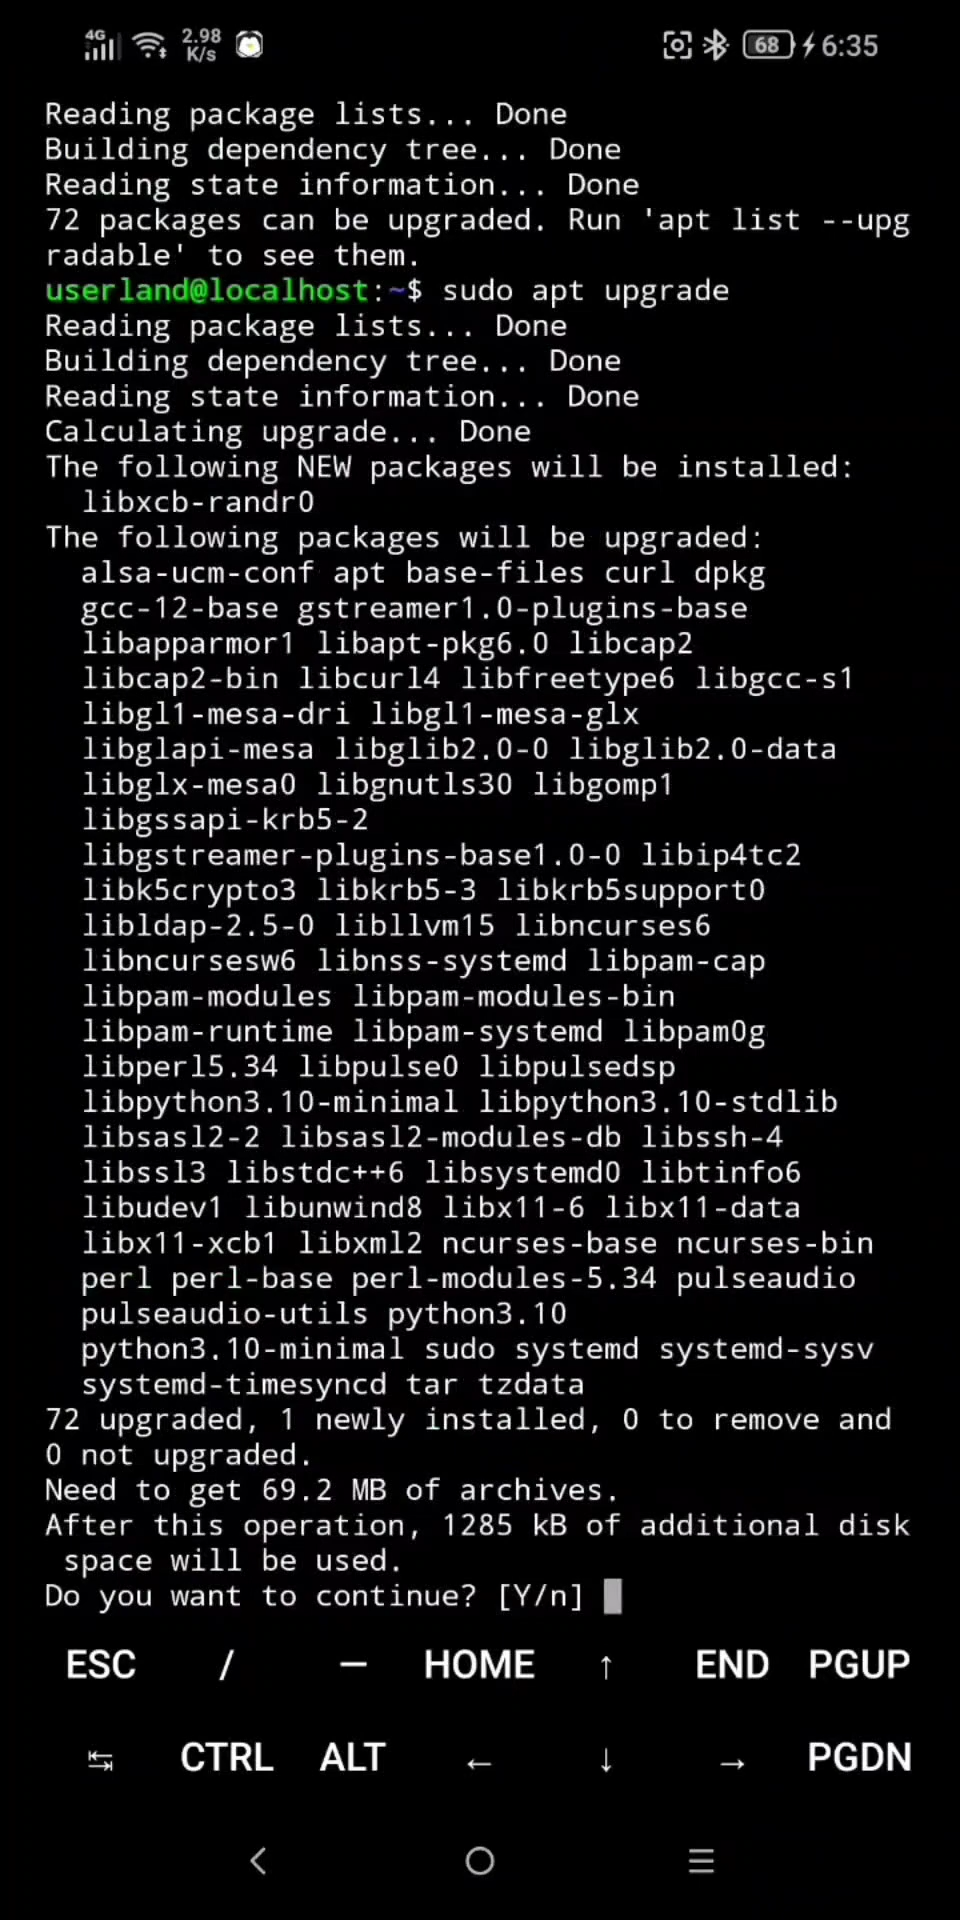 4G 2.98 K/s 68 6:35
Reading package lists... Done
Building dependency tree... Done
Reading state information... Done
72 packages can be upgraded. Run 'apt list --upg
radable' to see them.
userland@localhost:~$ sudo apt upgrade
Reading package lists... Done
Building dependency tree... Done
Reading state information... Done
Calculating upgrade... Done
The following NEW packages will be installed:
  libxcb-randr0
The following packages will be upgraded:
  alsa-ucm-conf apt base-files curl dpkg
  gcc-12-base gstreamer1.0-plugins-base
  libapparmor1 libapt-pkg6.0 libcap2
  libcap2-bin libcurl4 libfreetype6 libgcc-s1
  libgl1-mesa-dri libgl1-mesa-glx
  libglapi-mesa libglib2.0-0 libglib2.0-data
  libglx-mesa0 libgnutls30 libgomp1
  libgssapi-krb5-2
  libgstreamer-plugins-base1.0-0 libip4tc2
  libk5crypto3 libkrb5-3 libkrb5support0
  libldap-2.5-0 libllvm15 libncurses6
  libncursesw6 libnss-systemd libpam-cap
  libpam-modules libpam-modules-bin
  libpam-runtime libpam-systemd libpam0g
  libperl5.34 libpulse0 libpulsedsp
  libpython3.10-minimal libpython3.10-stdlib
  libsasl2-2 libsasl2-modules-db libssh-4
  libssl3 libstdc++6 libsystemd0 libtinfo6
  libudev1 libunwind8 libx11-6 libx11-data
  libx11-xcb1 libxml2 ncurses-base ncurses-bin
  perl perl-base perl-modules-5.34 pulseaudio
  pulseaudio-utils python3.10
  python3.10-minimal sudo systemd systemd-sysv
  systemd-timesyncd tar tzdata
72 upgraded, 1 newly installed, 0 to remove and
0 not upgraded.
Need to get 69.2 MB of archives.
After this operation, 1285 kB of additional disk
 space will be used.
Do you want to continue? [Y/n]
ESC / — HOME ↑ END PGUP
↹ CTRL ALT ← ↓ → PGDN